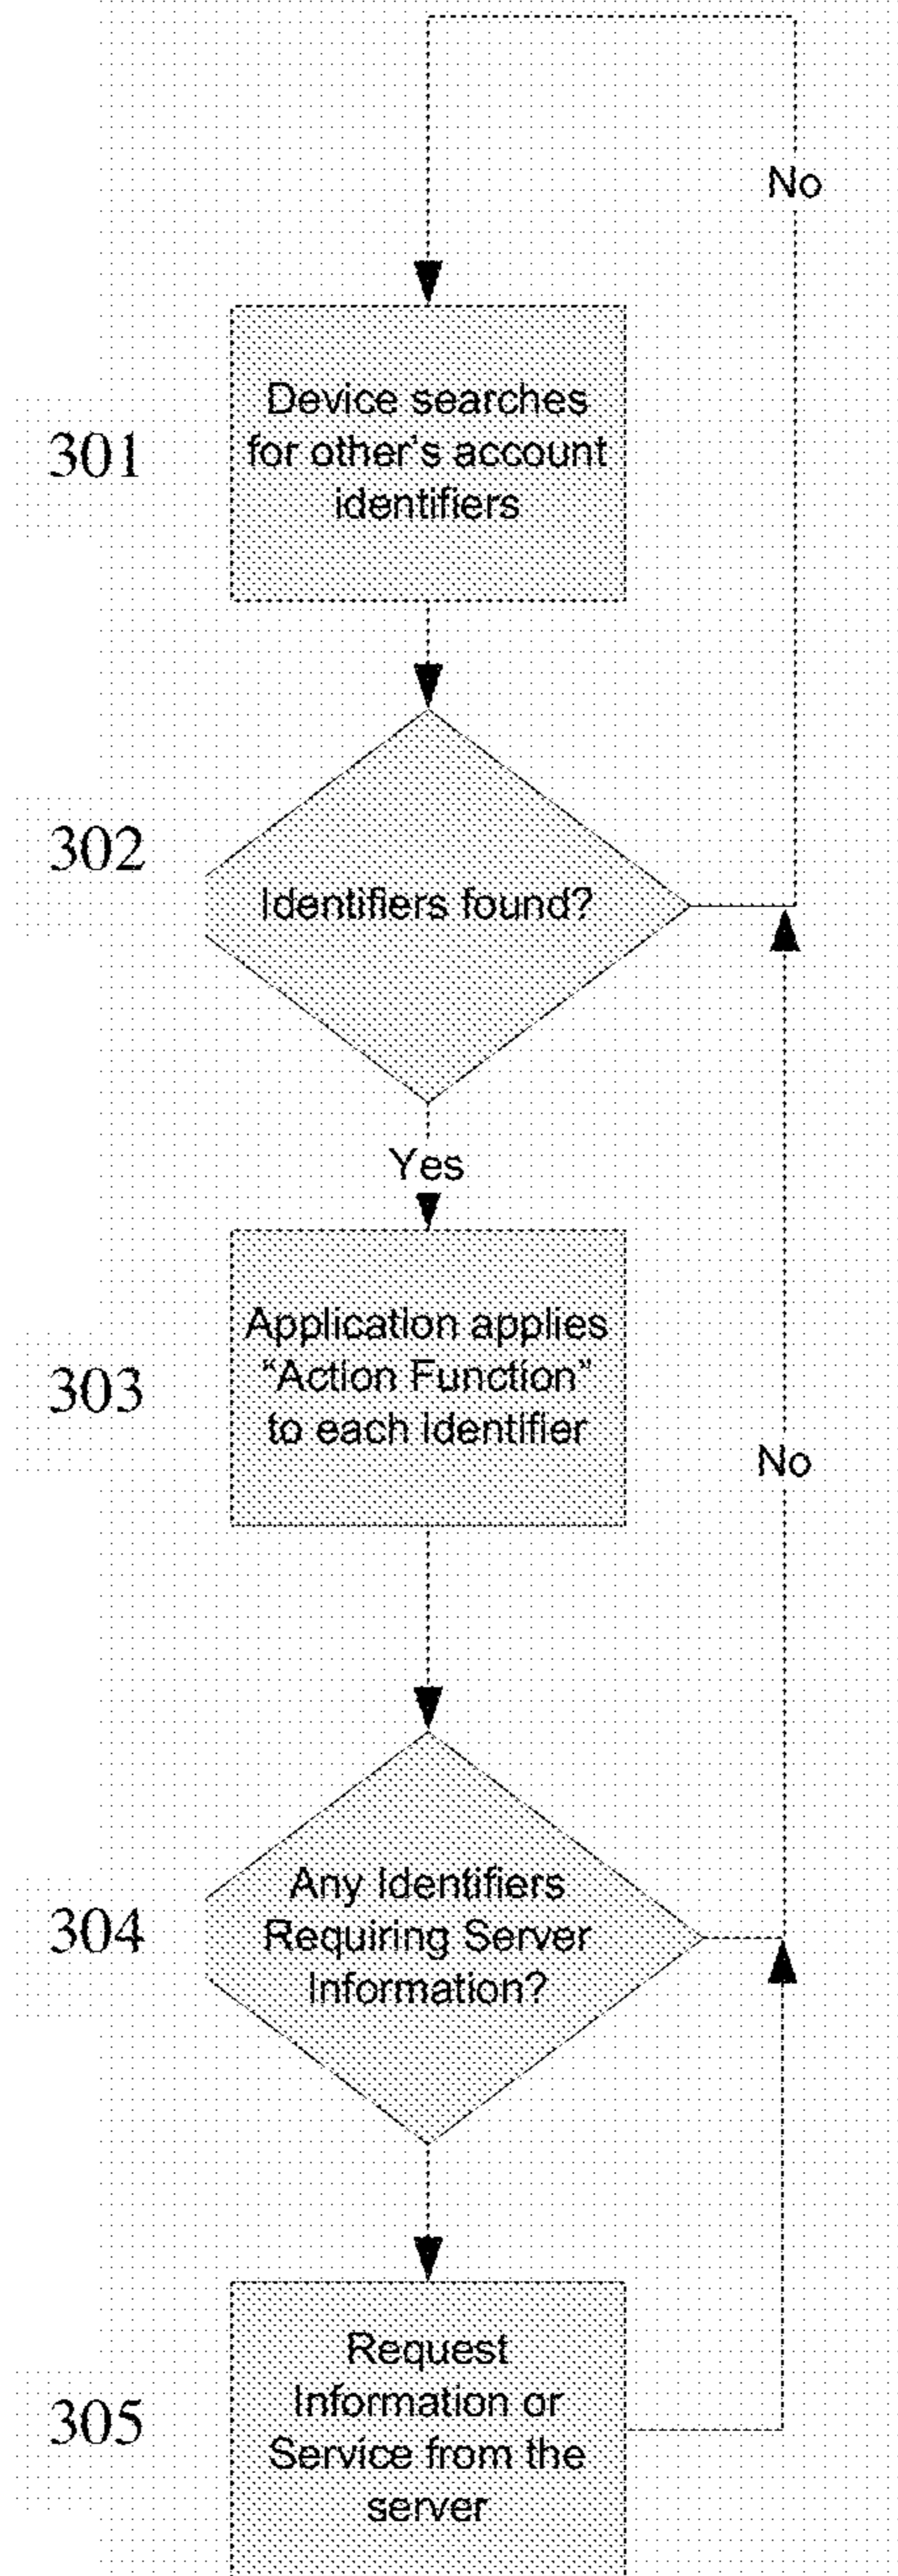 No
301
Device searches
for other's account
identifiers
302
Identifiers found?
Yes
303
Application applies
“Action Function”
to each identifier
No
304
Any Identifiers
Requiring Server
Information?
305
Request
Information or
Service from the
server